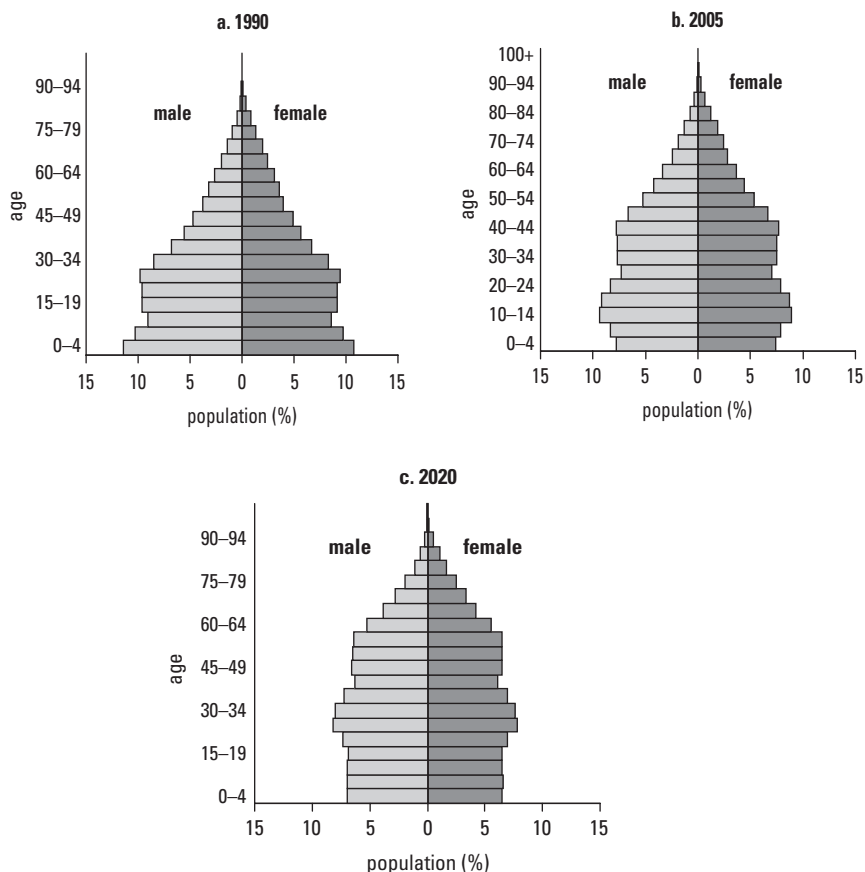 a. 1990
90–94
male
female
75–79
60–64
age
45–49
30–34
15–19
0–4
15 10 5 0 5 10 15
population (%)
b. 2005
100+
90–94
male
female
80–84
70–74
60–64
age
50–54
40–44
30–34
20–24
10–14
0–4
15 10 5 0 5 10 15
population (%)
c. 2020
90–94
male
female
75–79
60–64
age
45–49
30–34
15–19
0–4
15 10 5 0 5 10 15
population (%)